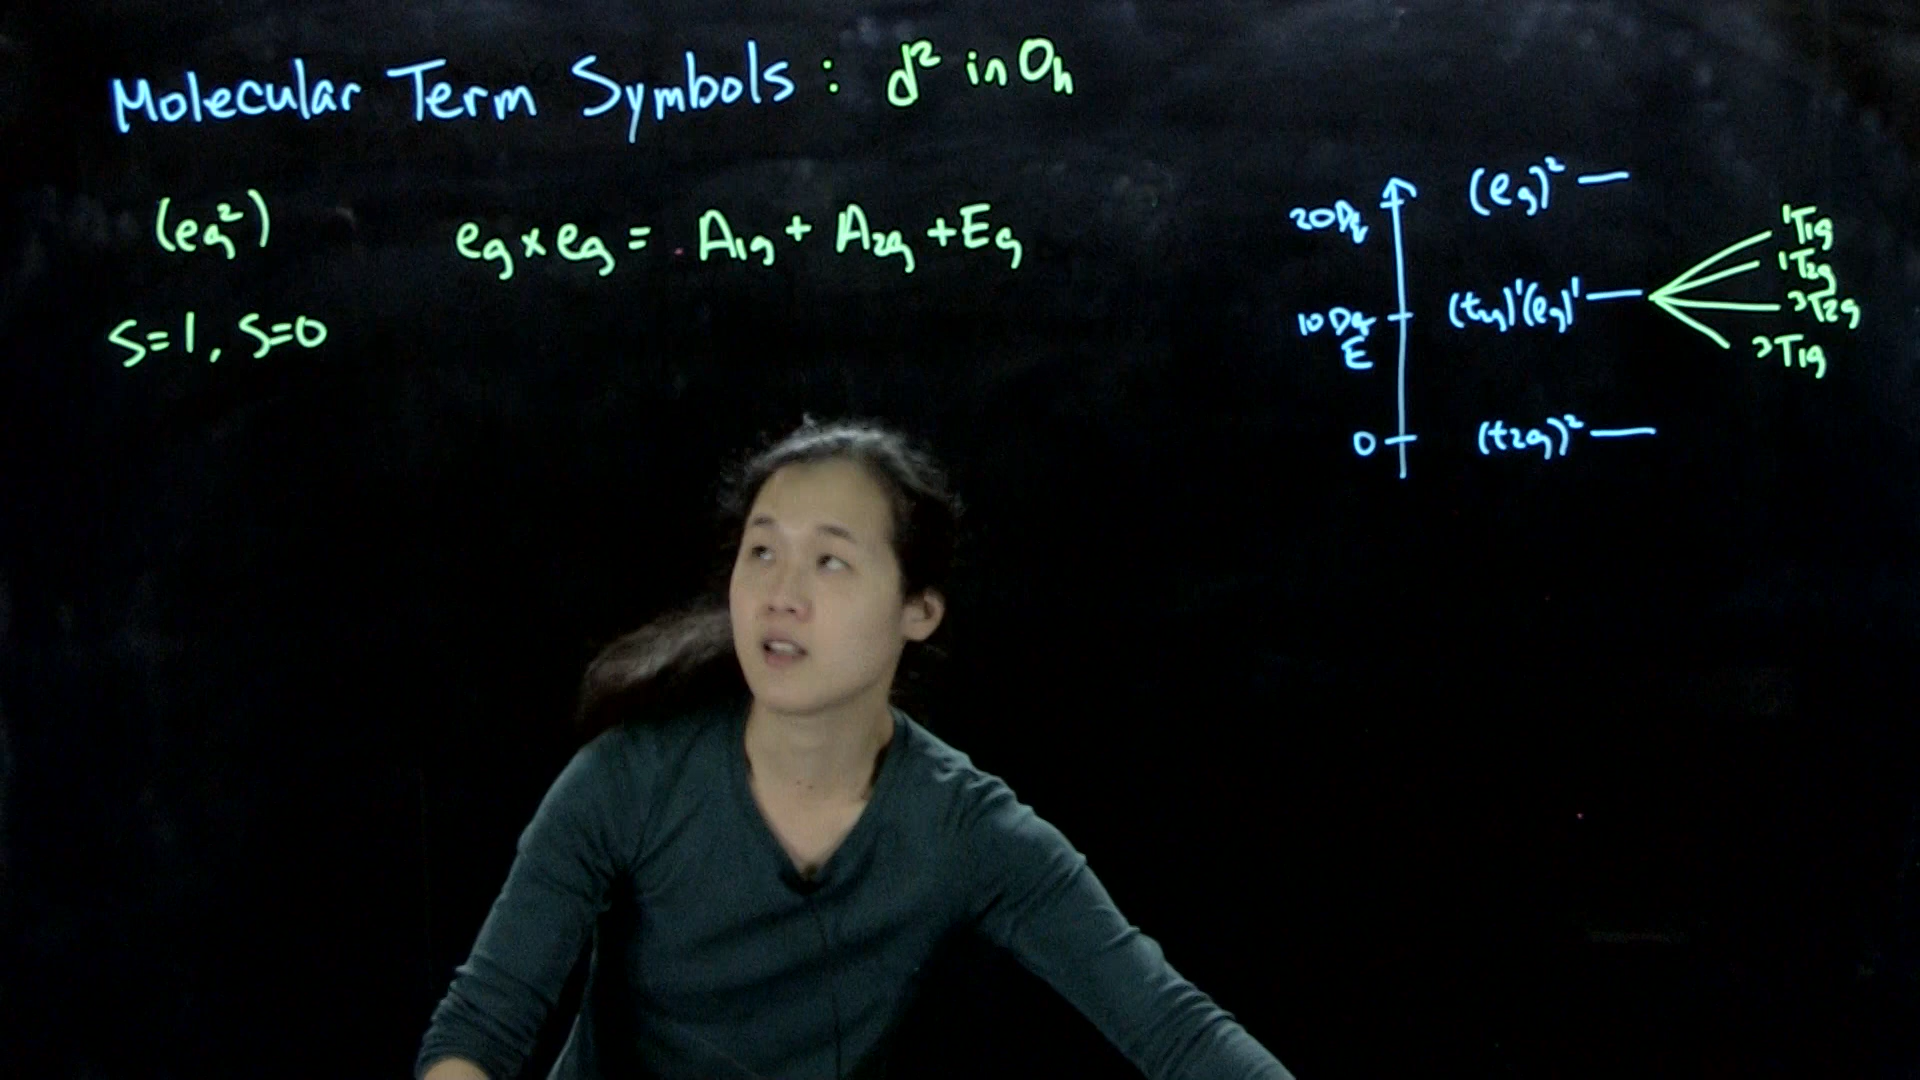 Molecular Term Symbols: d² in Oh
(eg²) eg × eg = A1g + A2g + Eg
S=1, S=0
20Dq (eg)²
10Dq (t2g)¹(eg)¹
E
0 (t2g)²
¹T1g
¹T2g
³T2g
³T1g